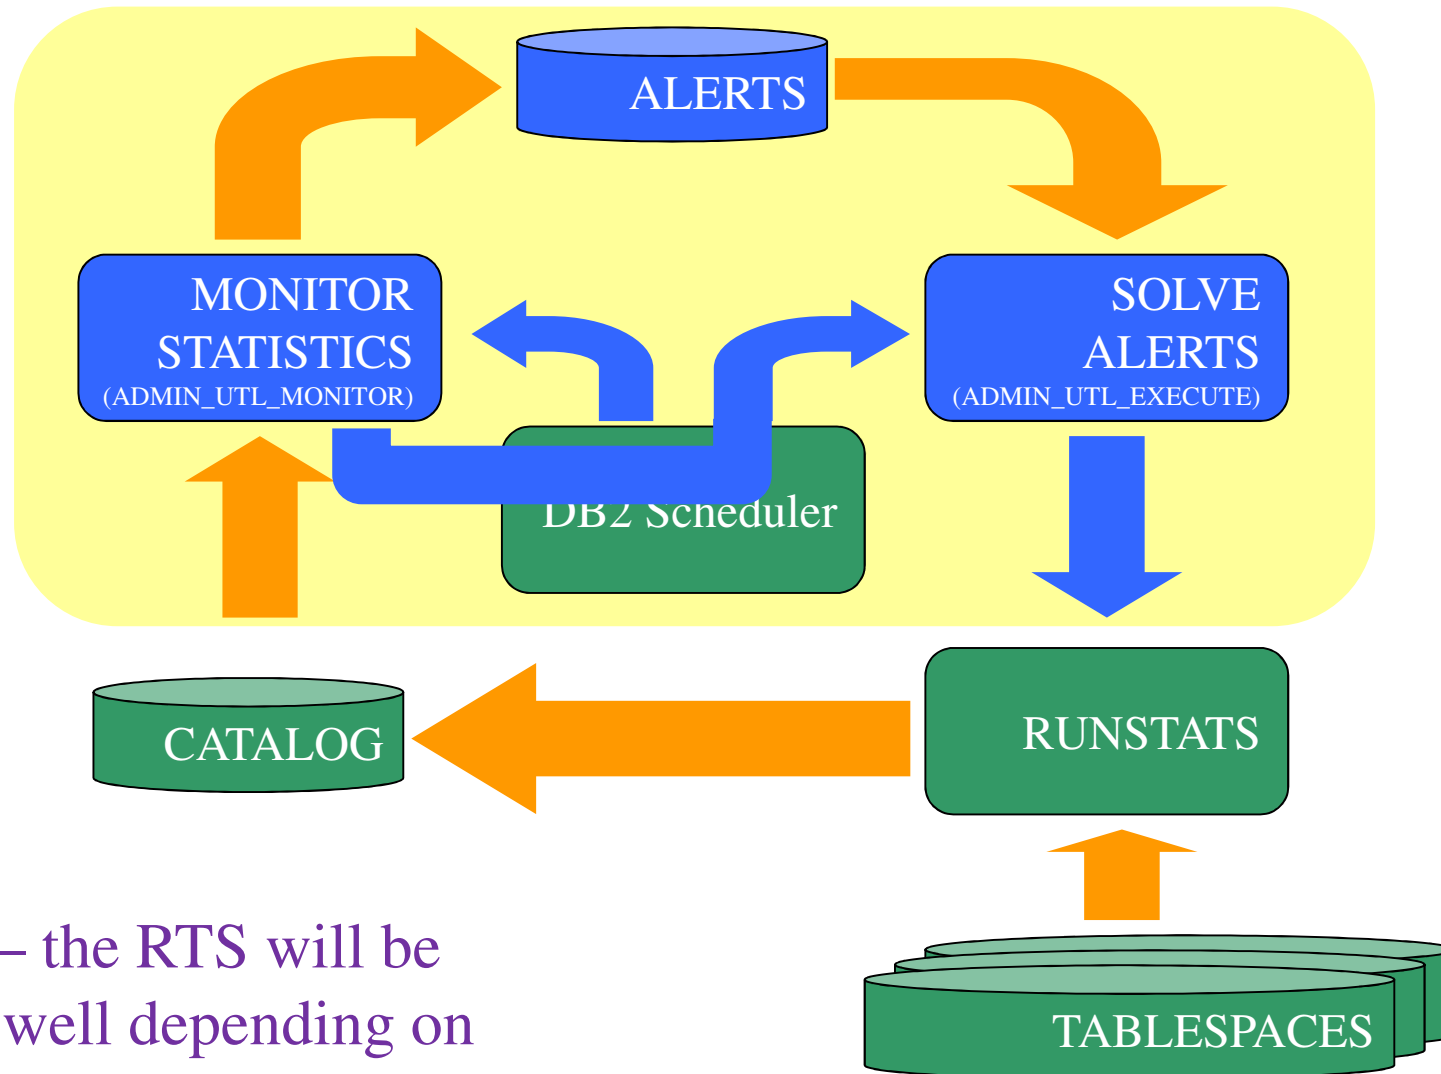 ALERTS
MONITOR
STATISTICS
(ADMIN_UTL_MONITOR)
SOLVE
ALERTS
(ADMIN_UTL_EXECUTE)
DB2 Scheduler
CATALOG
RUNSTATS
– the RTS will be
well depending on
TABLESPACES